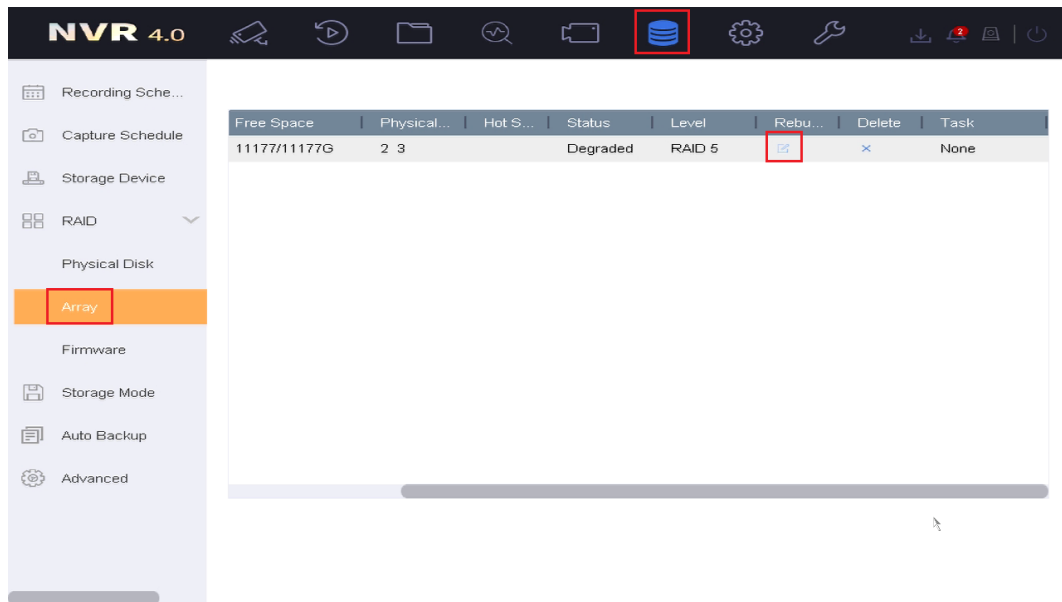 NVR 4.0
2
Recording Sche...
Capture Schedule
Storage Device
RAID
Physical Disk
Array
Firmware
Storage Mode
Auto Backup
Advanced
Free Space Physical... Hot S... Status Level Rebu... Delete Task
11177/11177G 2 3 Degraded RAID 5 None